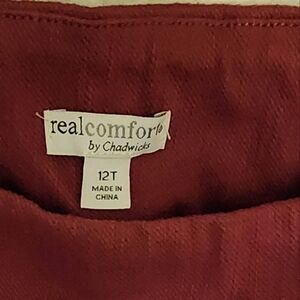 realcomfort®
by Chadwicks
12T
MADE IN
CHINA